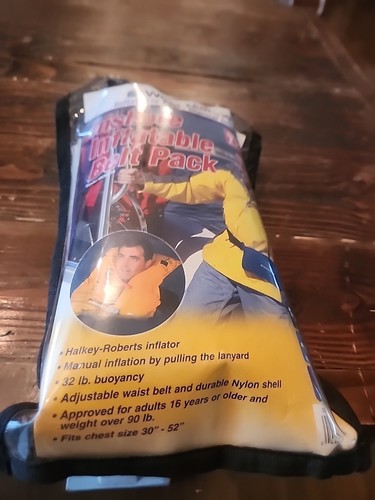 Inflatable
Belt Pack
• Halkey-Roberts inflator
• Manual inflation by pulling the lanyard
• 32 lb. buoyancy
• Adjustable waist belt and durable Nylon shell
• Approved for adults 16 years or older and
weight over 90 lb.
• Fits chest size 30" - 52"